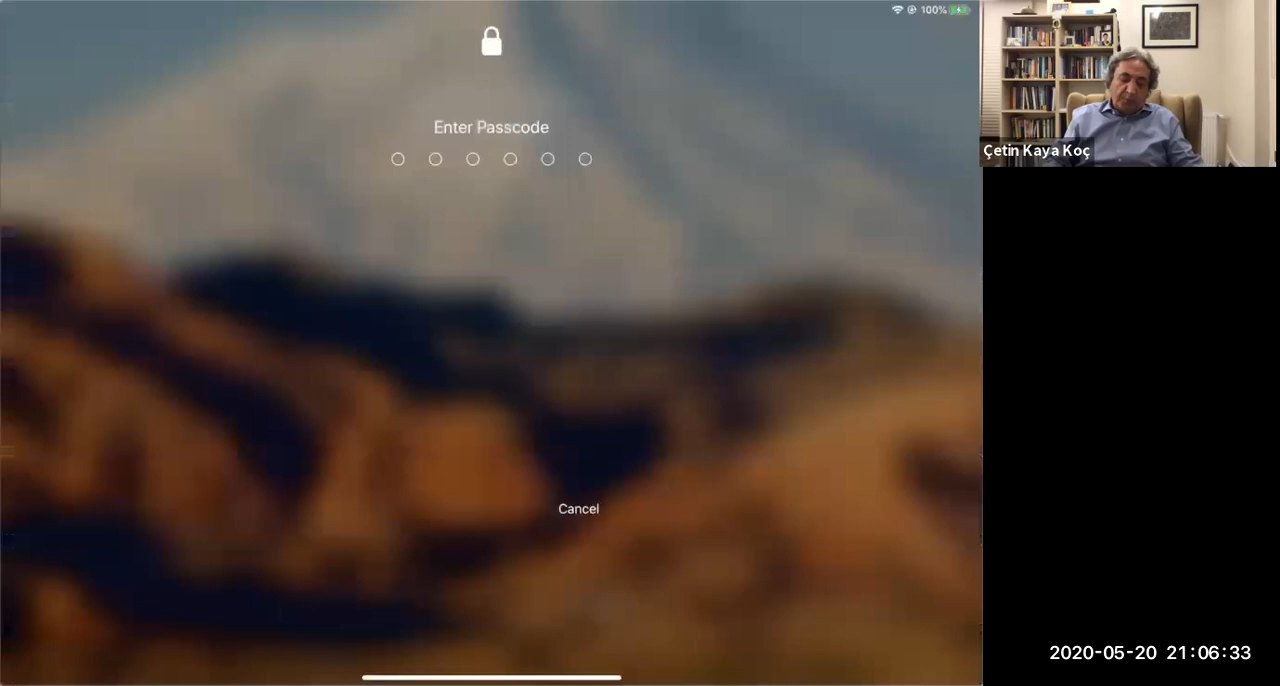 100%
Enter Passcode
Cancel
Çetin Kaya Koç
2020-05-20 21:06:33